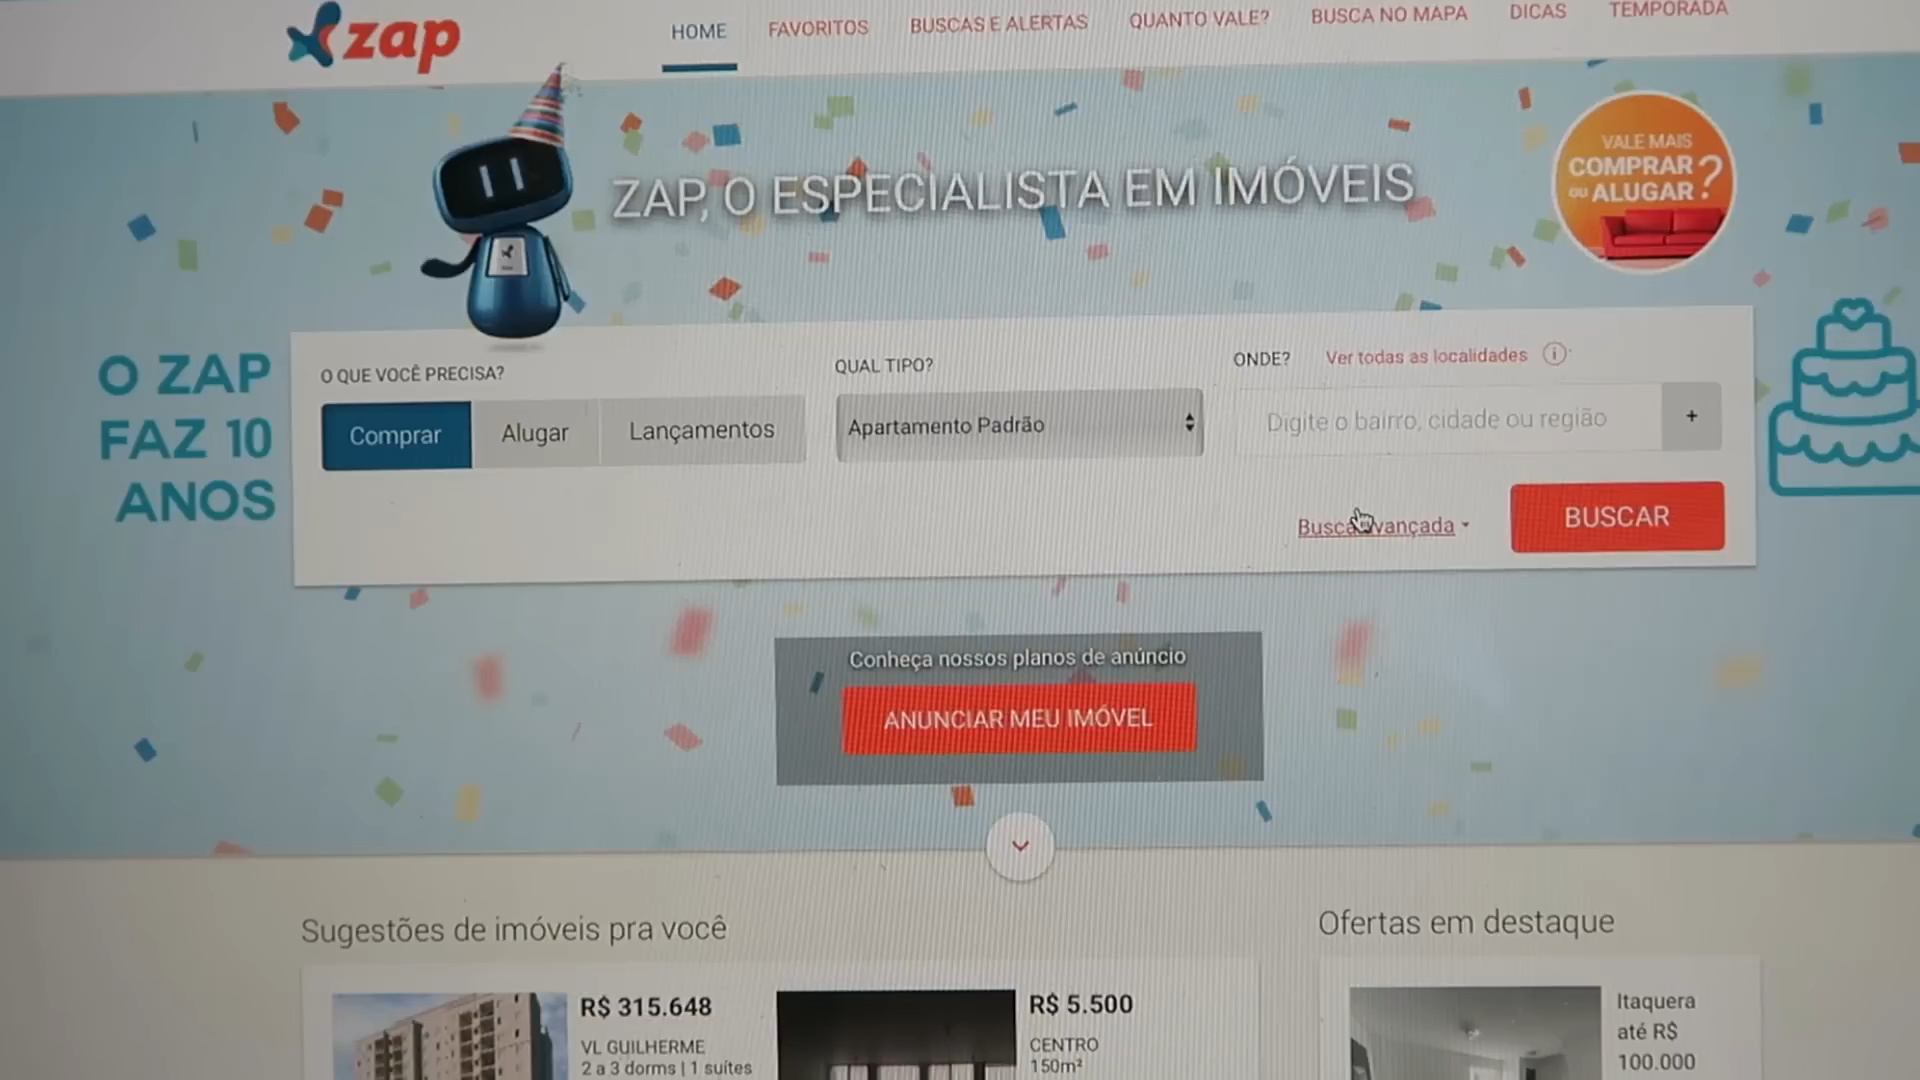 zap
HOME
FAVORITOS
BUSCAS E ALERTAS
QUANTO VALE?
BUSCA NO MAPA
DICAS
TEMPORADA
ZAP, O ESPECIALISTA EM IMÓVEIS
VALE MAIS
COMPRAR
OU ALUGAR?
O ZAP
FAZ 10
ANOS
O QUE VOCÊ PRECISA?
Comprar
Alugar
Lançamentos
QUAL TIPO?
Apartamento Padrão
ONDE?
Ver todas as localidades
i
Digite o bairro, cidade ou região
+
Busca avançada
BUSCAR
Conheça nossos planos de anúncio
ANUNCIAR MEU IMÓVEL
Sugestões de imóveis pra você
R$ 315.648
VL GUILHERME
2 a 3 dorms | 1 suítes
R$ 5.500
CENTRO
150m²
Ofertas em destaque
Itaquera
até R$
100.000